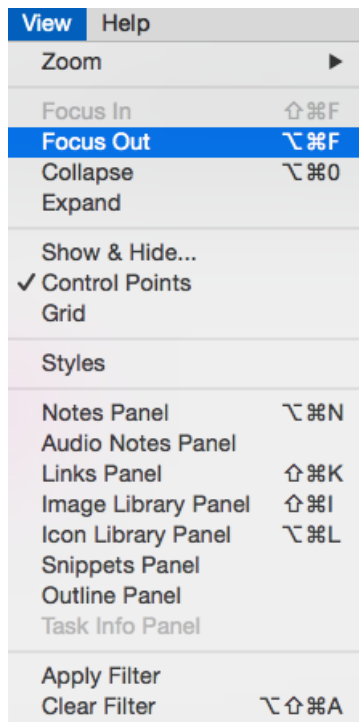 View Help
Zoom ▶
Focus In ⇧⌘F
Focus Out ⌥⌘F
Collapse ⌥⌘0
Expand
Show & Hide...
✓ Control Points
Grid
Styles
Notes Panel ⌥⌘N
Audio Notes Panel
Links Panel ⇧⌘K
Image Library Panel ⇧⌘I
Icon Library Panel ⌥⌘L
Snippets Panel
Outline Panel
Task Info Panel
Apply Filter
Clear Filter ⌥⇧⌘A